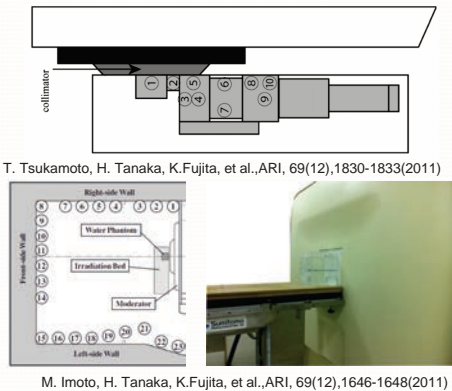 collimator
1 2 5 6 8 10
3 4 7 9
T. Tsukamoto, H. Tanaka, K.Fujita, et al.,ARI, 69(12),1830-1833(2011)
Right-side Wall
8 7 6 5 4 3 2 1
9
10
11
12
13
14
Front-side Wall
Water Phantom
Irradiation Bed
Moderator
15 16 17 18 19 20 21 22 23
Left-side Wall
Sumitomo
M. Imoto, H. Tanaka, K.Fujita, et al.,ARI, 69(12),1646-1648(2011)